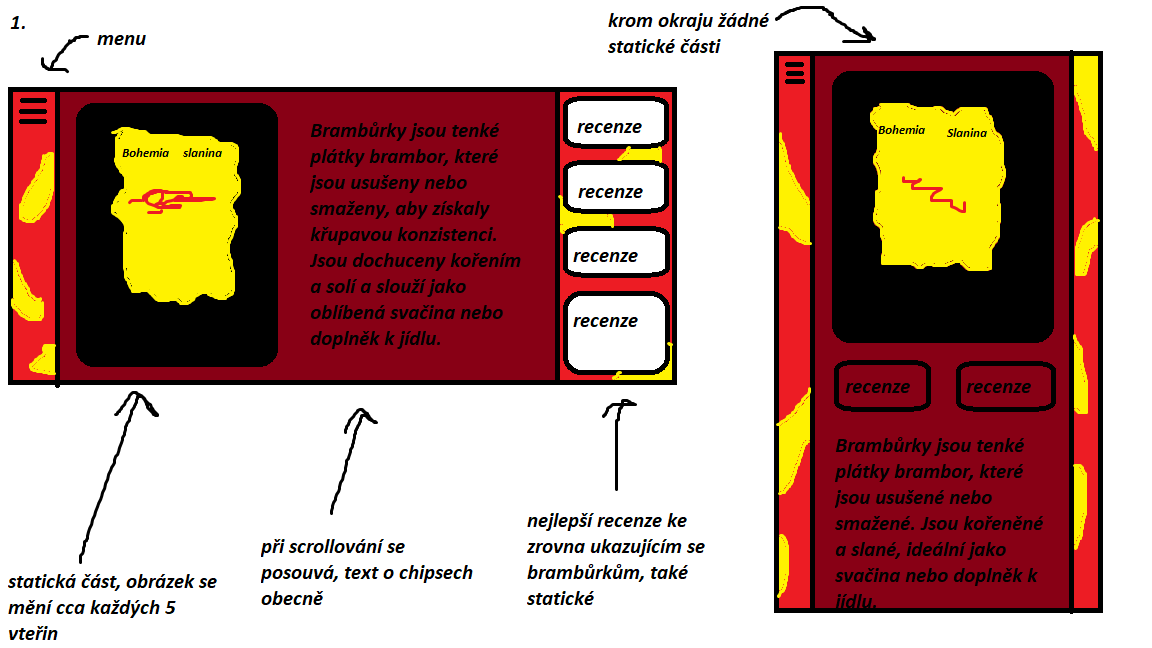 1.
menu
Bohemia slanina
Brambůrky jsou tenké
plátky brambor, které
jsou usušeny nebo
smaženy, aby získaly
křupavou konzistenci.
Jsou dochuceny kořením
a solí a slouží jako
oblíbená svačina nebo
doplněk k jídlu.
recenze
recenze
recenze
recenze
statická část, obrázek se
mění cca každých 5
vteřin
při scrollování se
posouvá, text o chipsech
obecně
nejlepší recenze ke
zrovna ukazujícím se
brambůrkům, také
statické
krom okraju žádné
statické části
Bohemia Slanina
recenze recenze
Brambůrky jsou tenké
plátky brambor, které
jsou usušené nebo
smažené. Jsou kořeněné
a slané, ideální jako
svačina nebo doplněk k
jídlu.